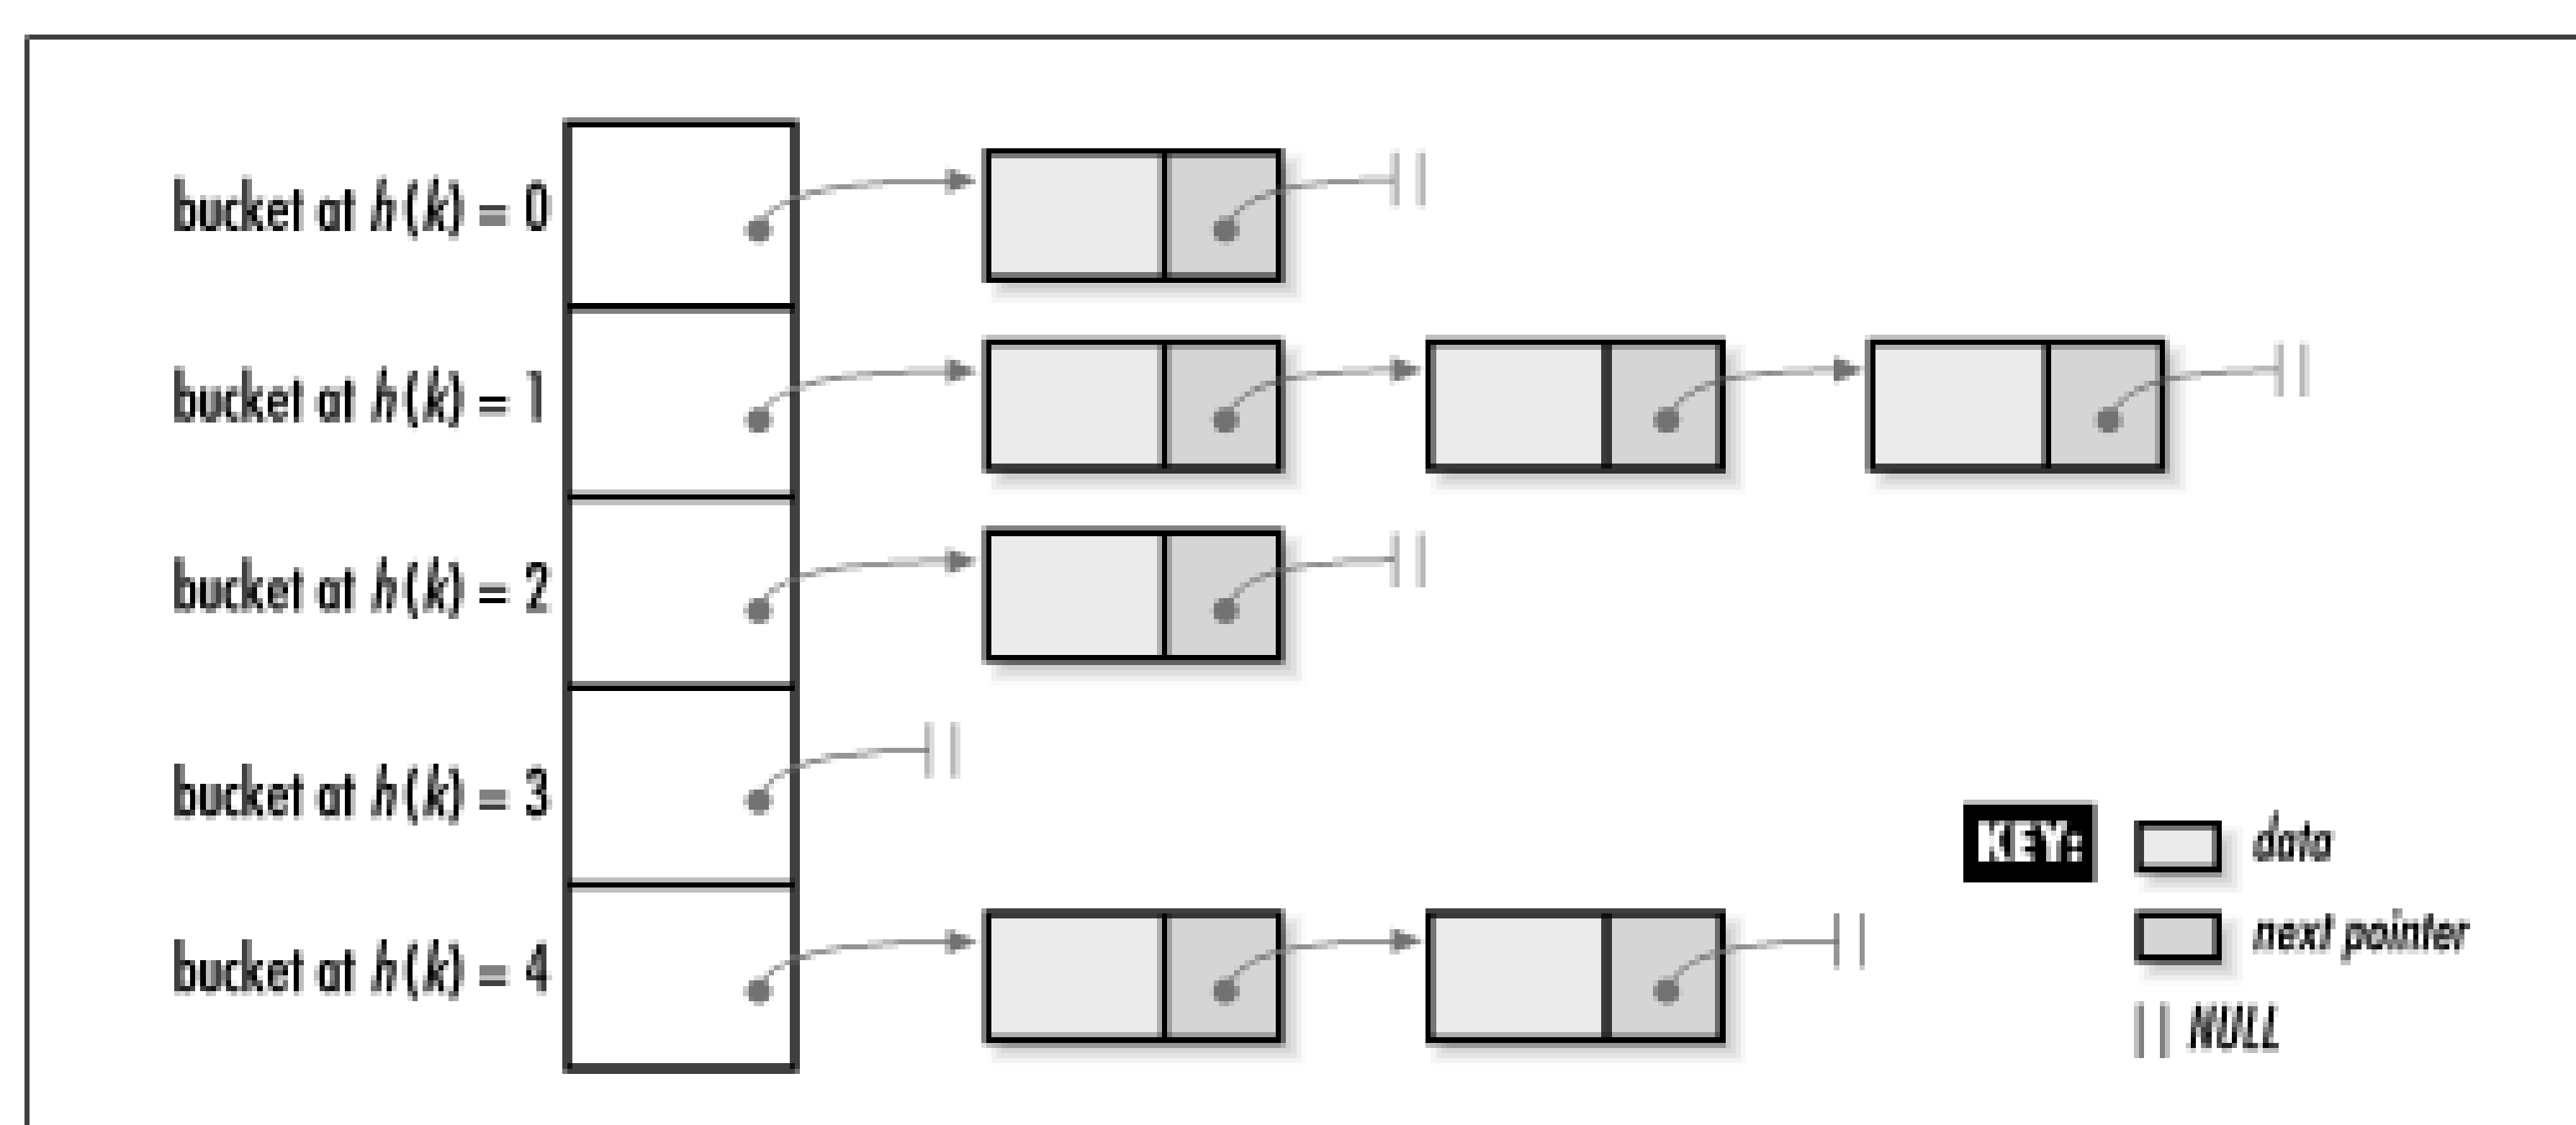 bucket at h(k) = 0
bucket at h(k) = 1
bucket at h(k) = 2
bucket at h(k) = 3
bucket at h(k) = 4
KEY:
data
next pointer
NULL